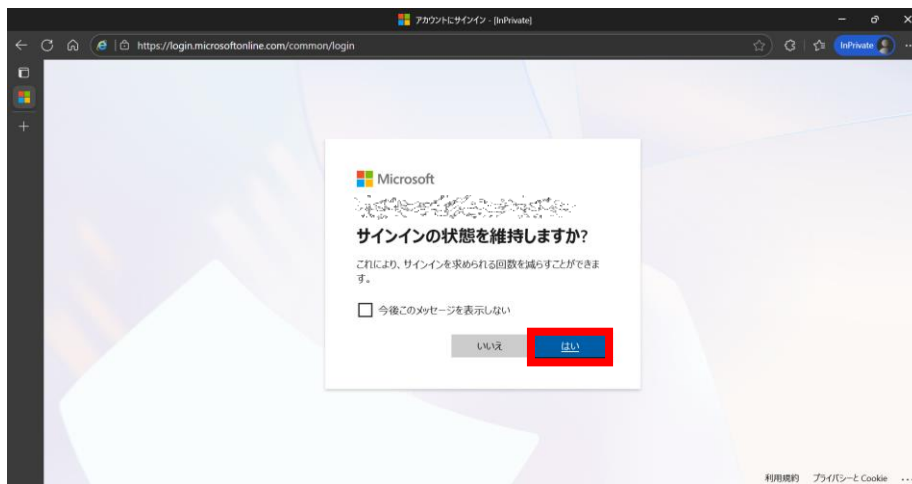 アカウントにサインイン - [InPrivate]
https://login.microsoftonline.com/common/login
InPrivate
Microsoft
サインインの状態を維持しますか?
これにより、サインインを求められる回数を減らすことができま
す。
今後このメッセージを表示しない
いいえ
はい
利用規約 プライバシーと Cookie ...